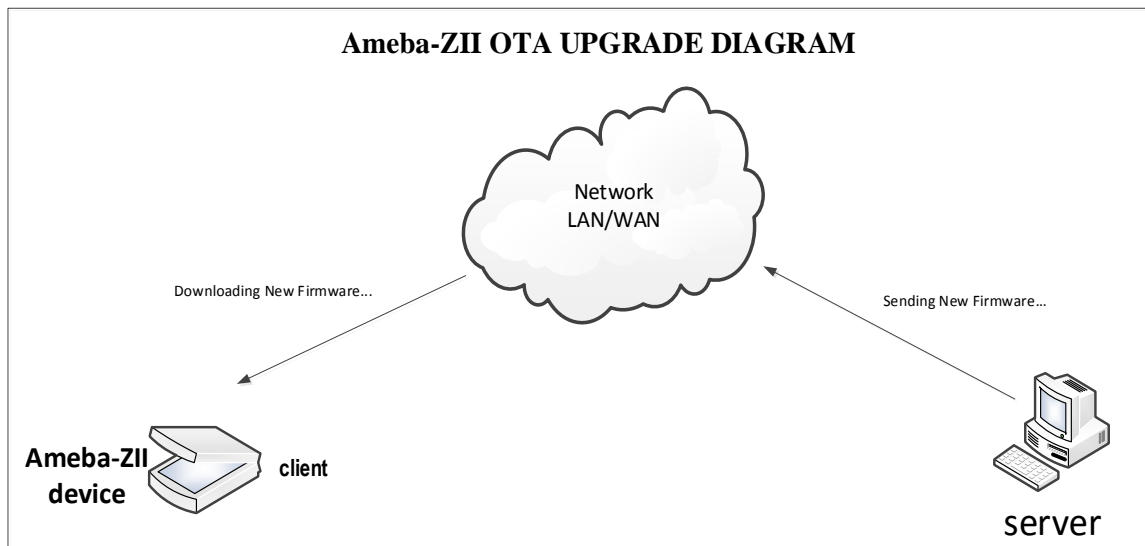 Ameba-ZII OTA UPGRADE DIAGRAM
Network
LAN/WAN
Downloading New Firmware...
Sending New Firmware...
Ameba-ZII
device
client
server